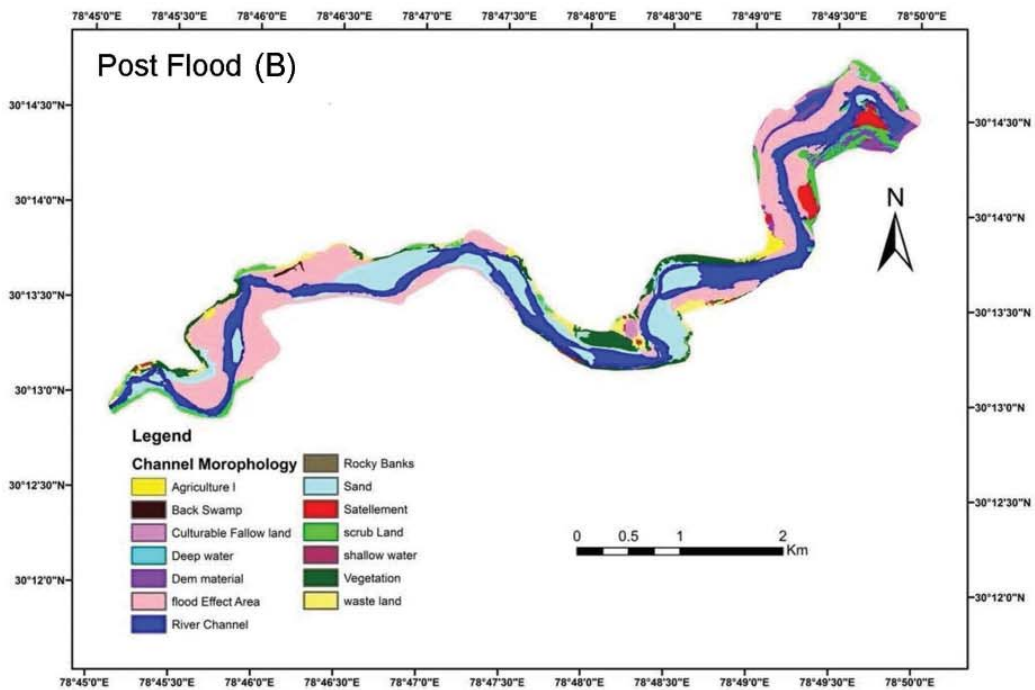 78°45'0"E 78°45'30"E 78°46'0"E 78°46'30"E 78°47'0"E 78°47'30"E 78°48'0"E 78°48'30"E 78°49'0"E 78°49'30"E 78°50'0"E
Post Flood (B)
30°14'30"N
30°14'0"N
30°13'30"N
30°13'0"N
30°12'30"N
30°12'0"N
30°14'30"N
30°14'0"N
30°13'30"N
30°13'0"N
30°12'30"N
30°12'0"N
N
Legend
Channel Morophology
Agriculture l
Back Swamp
Culturable Fallow land
Deep water
Dem material
flood Effect Area
River Channel
Rocky Banks
Sand
Satellement
scrub Land
shallow water
Vegetation
waste land
0 0.5 1 2
Km
78°45'0"E 78°45'30"E 78°46'0"E 78°46'30"E 78°47'0"E 78°47'30"E 78°48'0"E 78°48'30"E 78°49'0"E 78°49'30"E 78°50'0"E